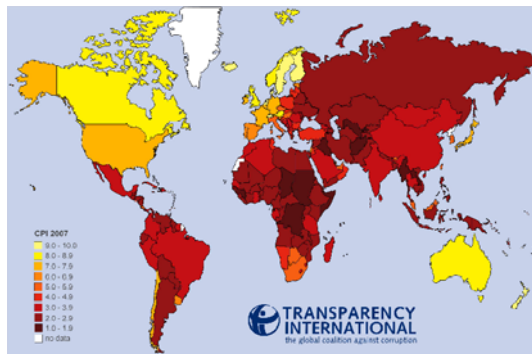 CPI 2007
9.0 - 10.0
8.0 - 8.9
7.0 - 7.9
6.0 - 6.9
5.0 - 5.9
4.0 - 4.9
3.0 - 3.9
2.0 - 2.9
1.0 - 1.9
no data
TRANSPARENCY
INTERNATIONAL
the global coalition against corruption